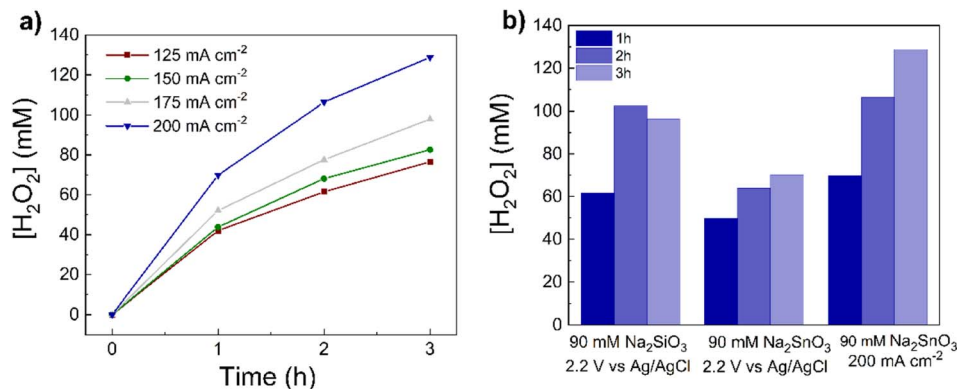 a)
[H₂O₂] (mM)
140
120
100
80
60
40
20
0
125 mA cm⁻²
150 mA cm⁻²
175 mA cm⁻²
200 mA cm⁻²
0 1 2 3
Time (h)
b)
[H₂O₂] (mM)
140
120
100
80
60
40
20
0
1h
2h
3h
90 mM Na₂SiO₃
2.2 V vs Ag/AgCl
90 mM Na₂SnO₃
2.2 V vs Ag/AgCl
90 mM Na₂SnO₃
200 mA cm⁻²